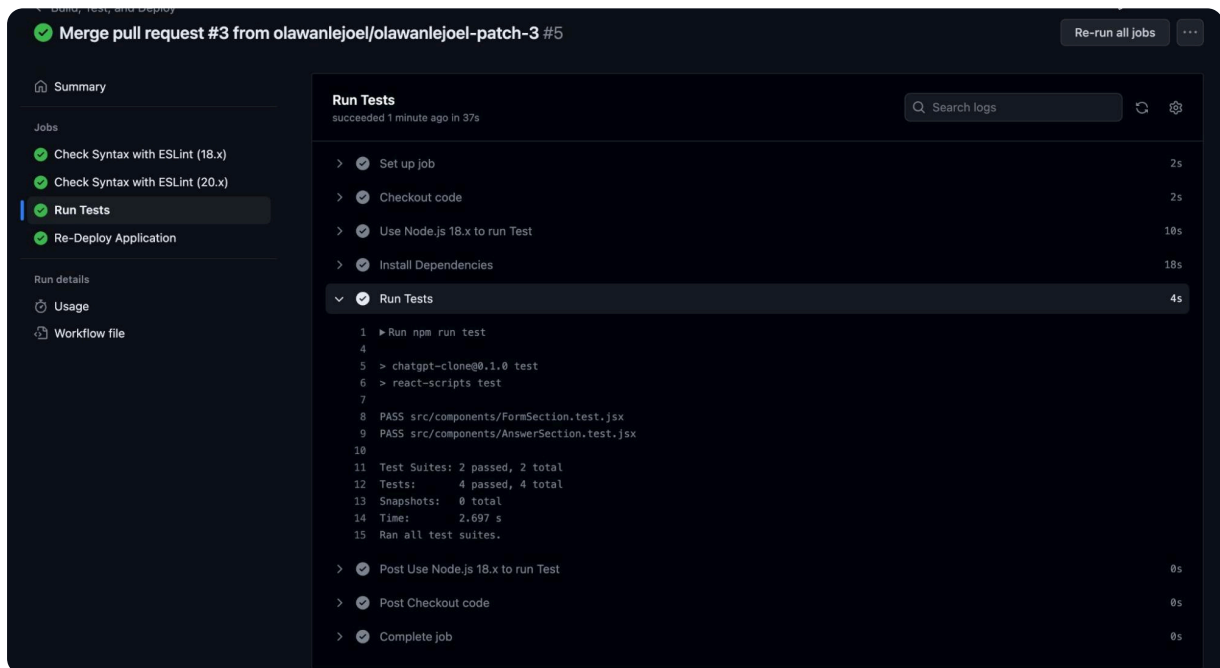 Build, Test, and Deploy
Merge pull request #3 from olawanlejoel/olawanlejoel-patch-3 #5
Re-run all jobs
Summary
Jobs
Check Syntax with ESLint (18.x)
Check Syntax with ESLint (20.x)
Run Tests
Re-Deploy Application
Run details
Usage
Workflow file
Run Tests
succeeded 1 minute ago in 37s
Search logs
Set up job 2s
Checkout code 2s
Use Node.js 18.x to run Test 10s
Install Dependencies 18s
Run Tests 4s
1 Run npm run test
4
5 > chatgpt-clone@0.1.0 test
6 > react-scripts test
7
8 PASS src/components/FormSection.test.jsx
9 PASS src/components/AnswerSection.test.jsx
10
11 Test Suites: 2 passed, 2 total
12 Tests: 4 passed, 4 total
13 Snapshots: 0 total
14 Time: 2.697 s
15 Ran all test suites.
Post Use Node.js 18.x to run Test 0s
Post Checkout code 0s
Complete job 0s